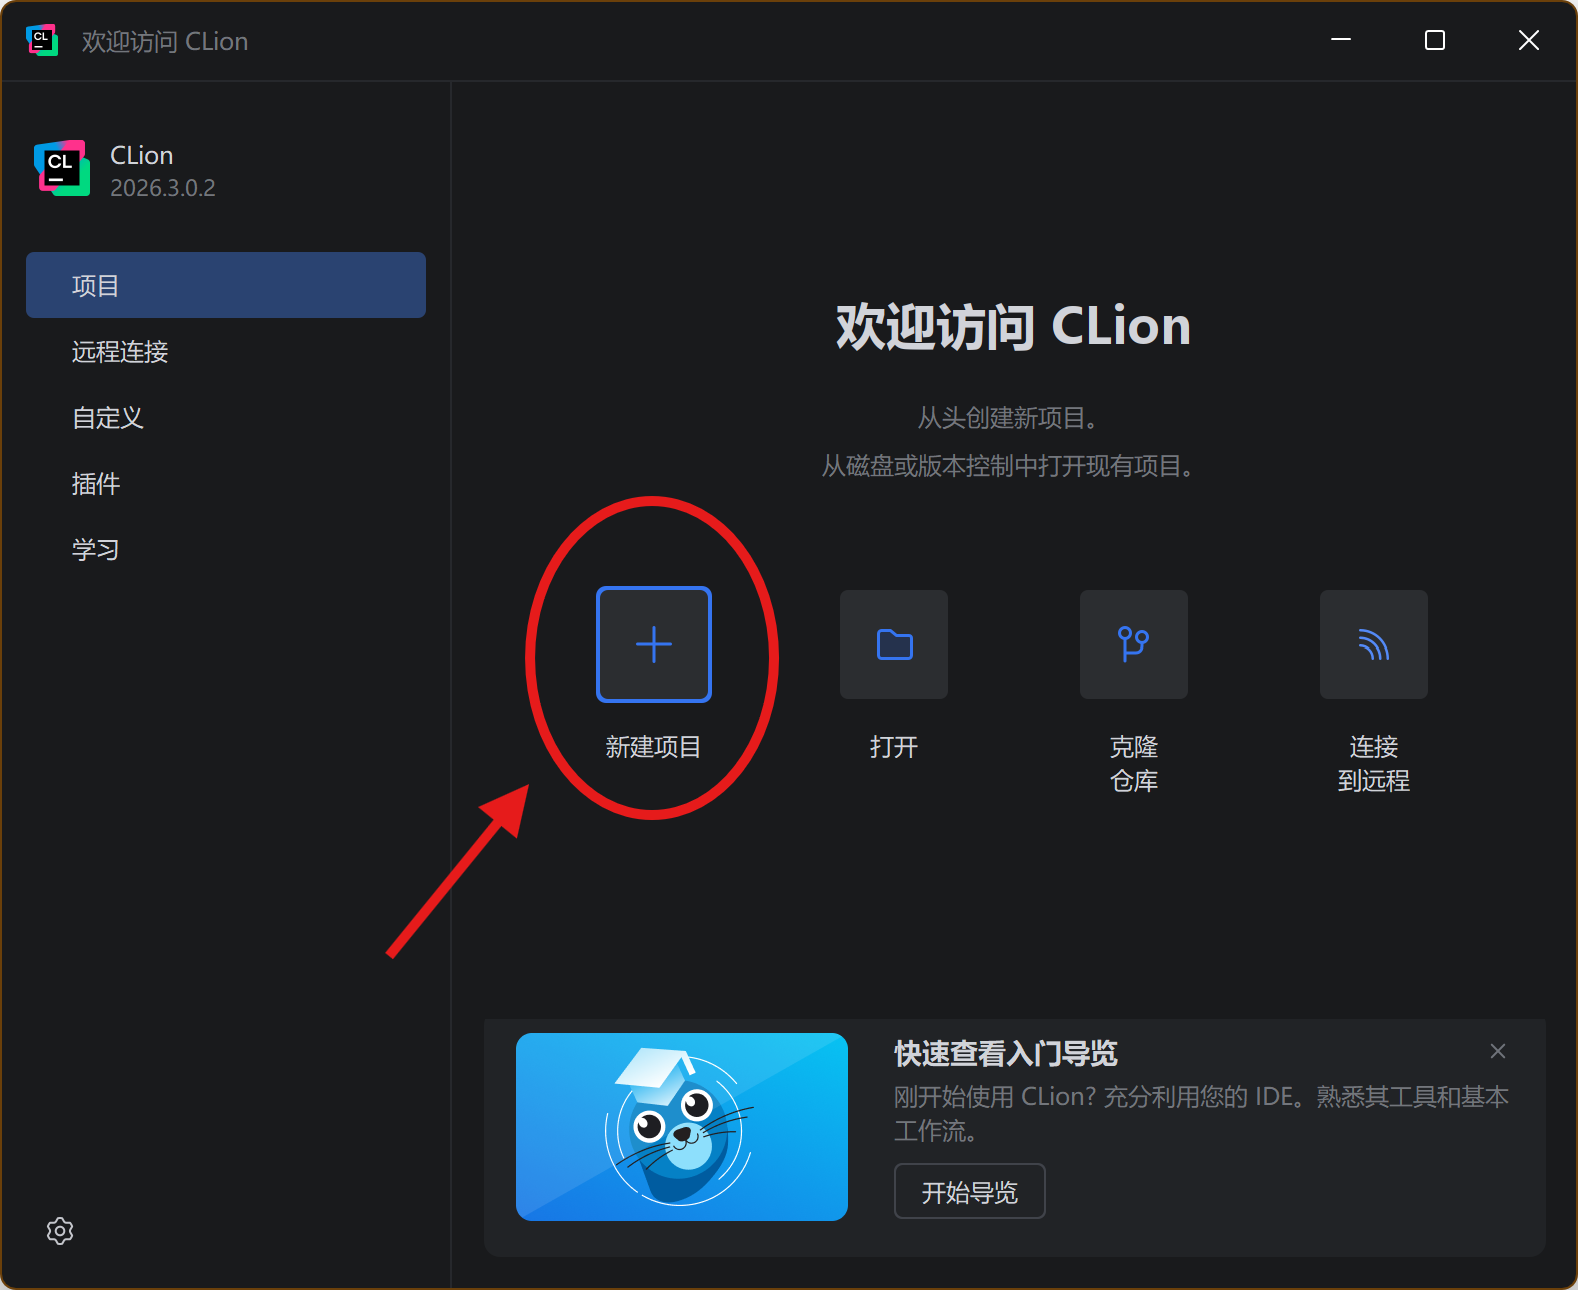 CL
欢迎访问 CLion
CL
CLion
2026.3.0.2
项目
远程连接
自定义
插件
学习
欢迎访问 CLion
从头创建新项目。
从磁盘或版本控制中打开现有项目。
新建项目
打开
克隆
仓库
连接
到远程
快速查看入门导览
刚开始使用 CLion? 充分利用您的 IDE。熟悉其工具和基本
工作流。
开始导览